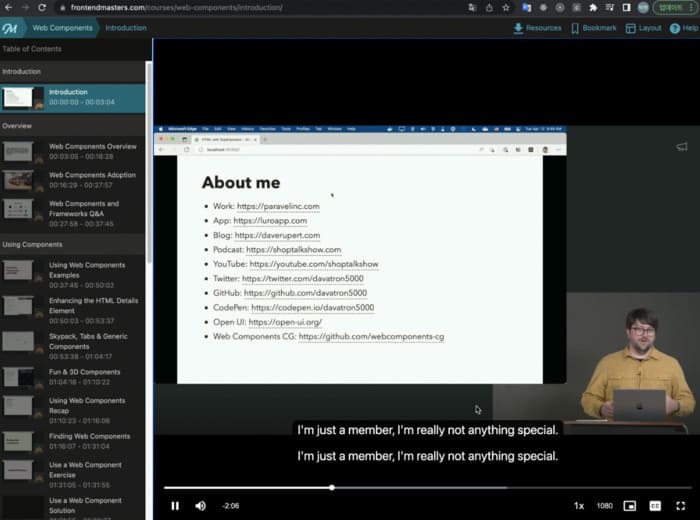 frontendmasters.com/courses/web-components/introduction/
업데이트
Web Components
Introduction
Resources
Bookmark
Layout
Help
Table of Contents
Introduction
Introduction
00:00:00 - 00:03:04
Overview
Web Components Overview
00:03:05 - 00:16:28
Web Components Adoption
00:16:29 - 00:27:57
Web Components and
Frameworks Q&A
00:27:58 - 00:37:45
Using Components
Using Web Components
Examples
00:37:46 - 00:50:02
Enhancing the HTML Details
Element
00:50:03 - 00:53:37
Skypack, Tabs & Generic
Components
00:53:38 - 01:04:17
Fun & 3D Components
01:04:18 - 01:10:22
Using Web Components
Recap
01:10:23 - 01:16:06
Finding Web Components
01:16:07 - 01:31:04
Use a Web Component
Exercise
01:31:05 - 01:31:55
Use a Web Component
Solution
Microsoft Edge File Edit View History Favorites Tools Profiles Tab Window Help
About me
Work: https://paravelinc.com
App: https://luroapp.com
Blog: https://daverupert.com
Podcast: https://shoptalkshow.com
YouTube: https://youtube.com/shoptalkshow
Twitter: https://twitter.com/davatron5000
GitHub: https://github.com/davatron5000
CodePen: https://codepen.io/davatron5000
Open UI: https://open-ui.org/
Web Components CG: https://github.com/webcomponents-cg
I'm just a member, I'm really not anything special.
I'm just a member, I'm really not anything special.
-2:06
1x
1080